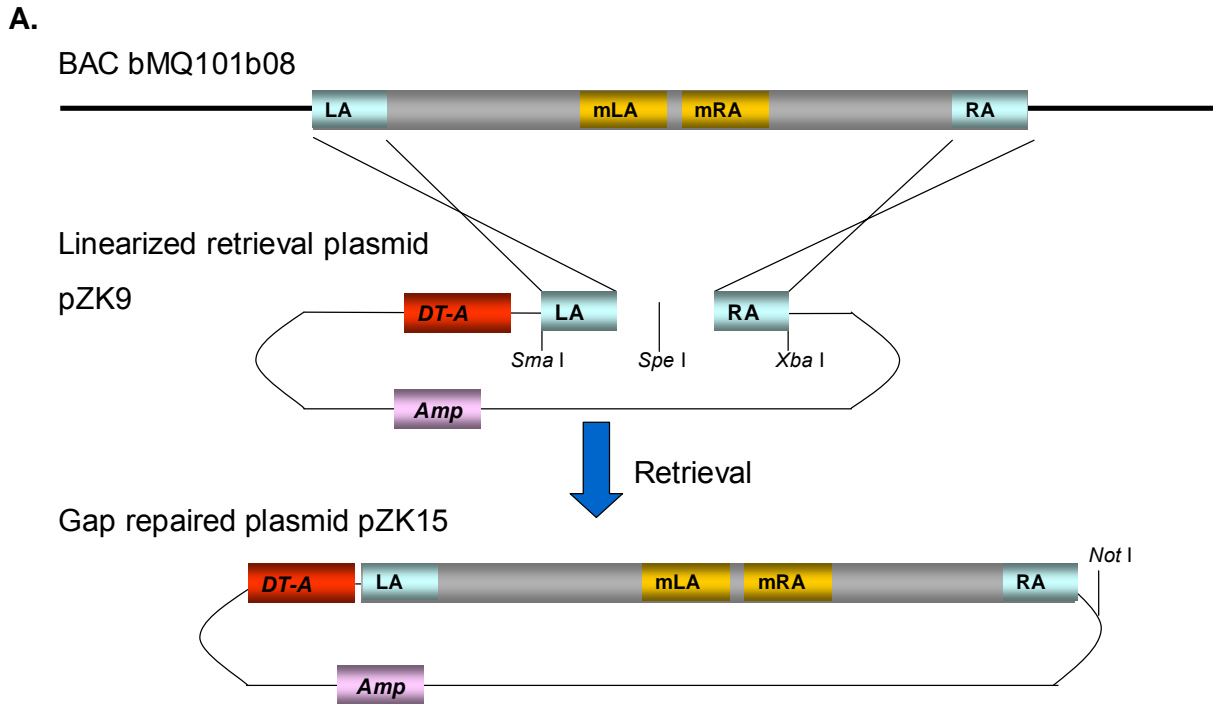 A.
BAC bMQ101b08
LA mLA mRA RA
Linearized retrieval plasmid
pZK9
DT-A LA RA
Sma I Spe I Xba I
Amp
Retrieval
Gap repaired plasmid pZK15
Not I
DT-A LA mLA mRA RA
Amp